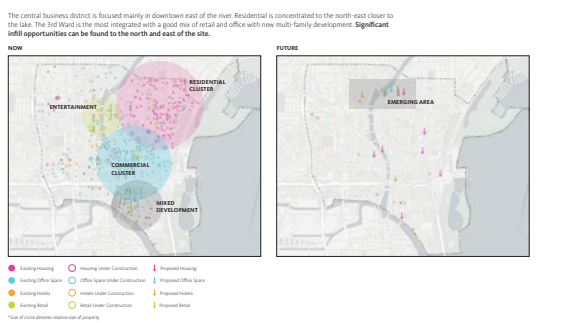 The central business district is focused mainly in downtown east of the river. Residential is concentrated to the north-east closer to
the lake. The 3rd Ward is the most integrated with a good mix of retail and office with new multi-family development. Significant
infill opportunities can be found to the north and east of the site.
NOW
FUTURE
RESIDENTIAL
CLUSTER
ENTERTAINMENT
EMERGING AREA
COMMERCIAL
CLUSTER
MIXED
DEVELOPMENT
Existing Housing Housing Under Construction Proposed Housing
Existing Office Space Office Space Under Construction Proposed Office Space
Existing Hotels Hotels Under Construction Proposed Hotels
Existing Retail Retail Under Construction Proposed Retail
*Size of circle denotes relative size of property